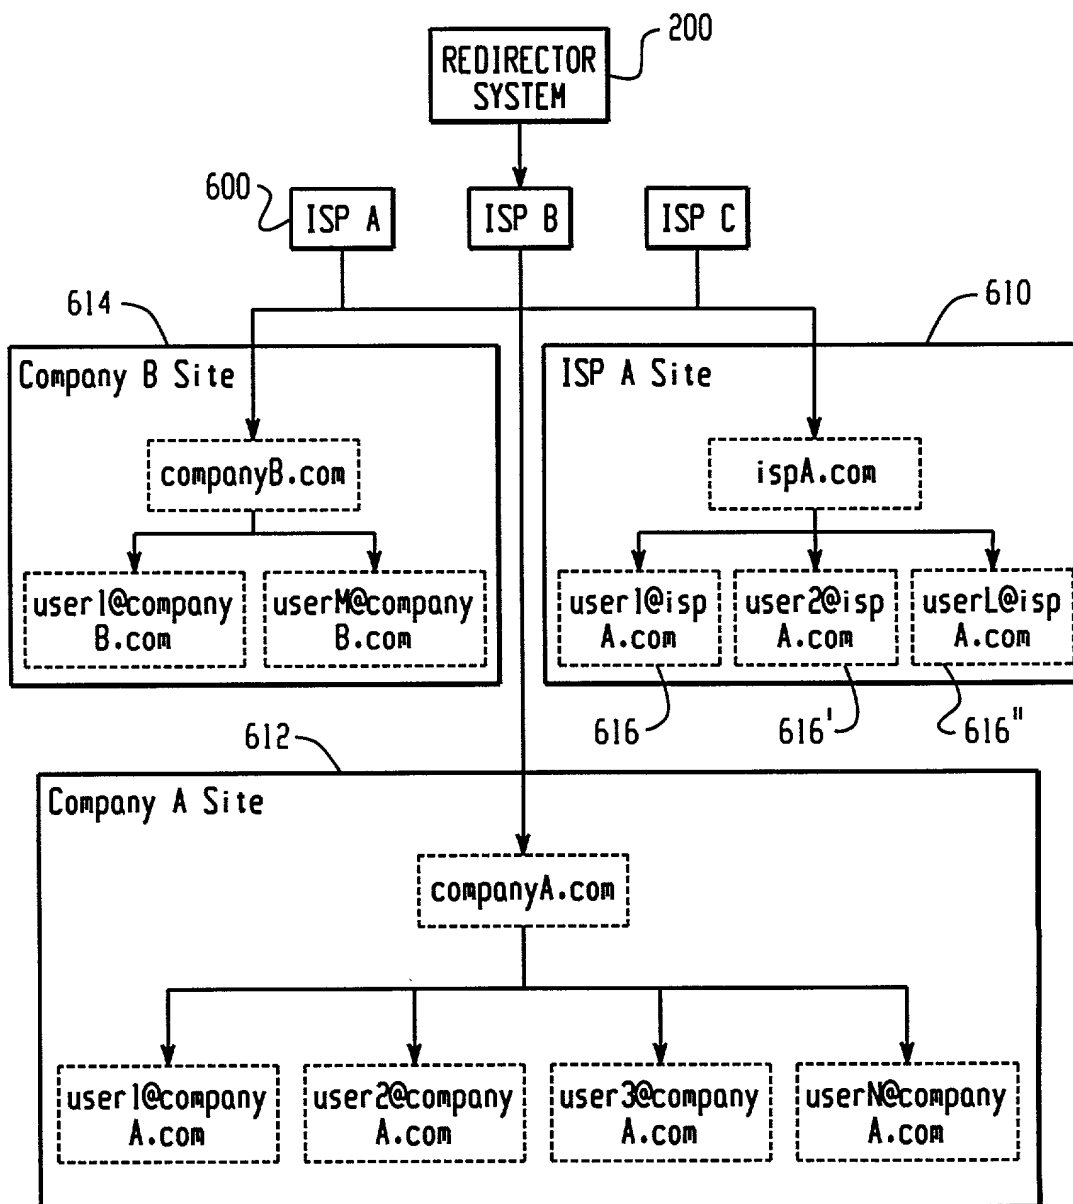 200
REDIRECTOR
SYSTEM
600
ISP A
ISP B
ISP C
614
610
Company B Site
ISP A Site
companyB.com
ispA.com
user1@company
B.com
userM@company
B.com
user1@isp
A.com
user2@isp
A.com
userL@isp
A.com
616
616'
616"
612
Company A Site
companyA.com
user1@company
A.com
user2@company
A.com
user3@company
A.com
userN@company
A.com